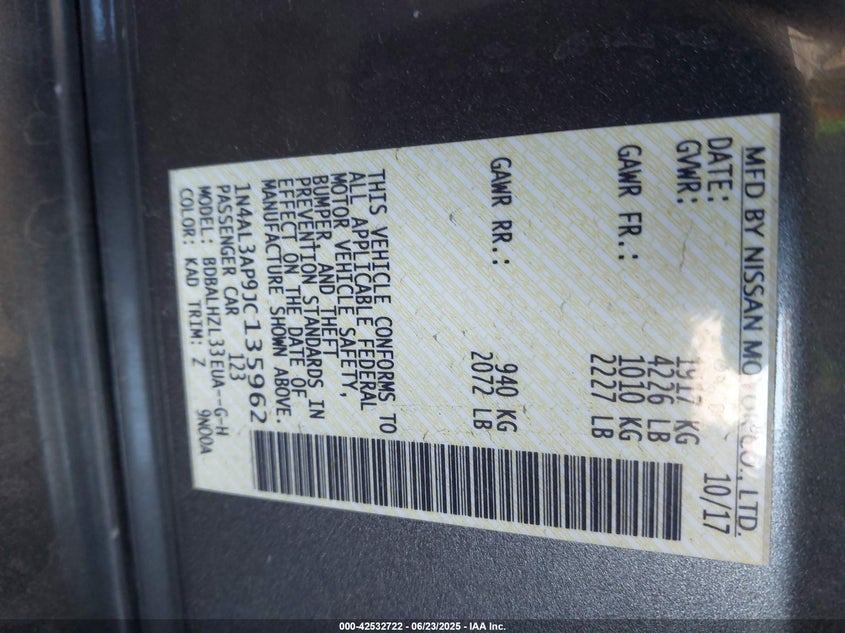 MFD BY NISSAN MOTOR CO., LTD.
DATE: 10/17
GVWR: 1917 KG
4226 LB
GAWR FR.: 1010 KG
2227 LB
GAWR RR.: 940 KG
2072 LB
THIS VEHICLE CONFORMS TO
ALL APPLICABLE FEDERAL
MOTOR VEHICLE SAFETY,
BUMPER, AND THEFT
PREVENTION STANDARDS IN
EFFECT ON THE DATE OF
MANUFACTURE SHOWN ABOVE.
1N4AL3AP9JC135962
PASSENGER CAR 123
MODEL: BDBALHZL33EUA--G-H
COLOR: KAD TRIM: Z 9N00A
000-42532722 - 06/23/2025 - IAA Inc.